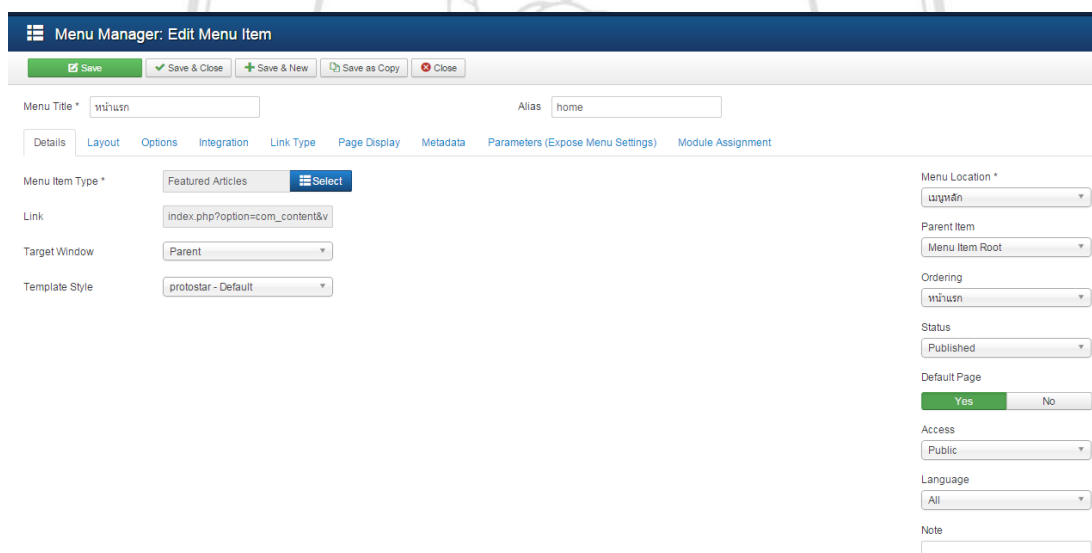 Menu Manager: Edit Menu Item
Save Save & Close Save & New Save as Copy Close
Menu Title * หน้าแรก Alias home
Details Layout Options Integration Link Type Page Display Metadata Parameters (Expose Menu Settings) Module Assignment
Menu Item Type * Featured Articles Select
Link index.php?option=com_content&v
Target Window Parent
Template Style protostar - Default
Menu Location *
เมนูหลัก
Parent Item
Menu Item Root
Ordering
หน้าแรก
Status
Published
Default Page
Yes No
Access
Public
Language
All
Note